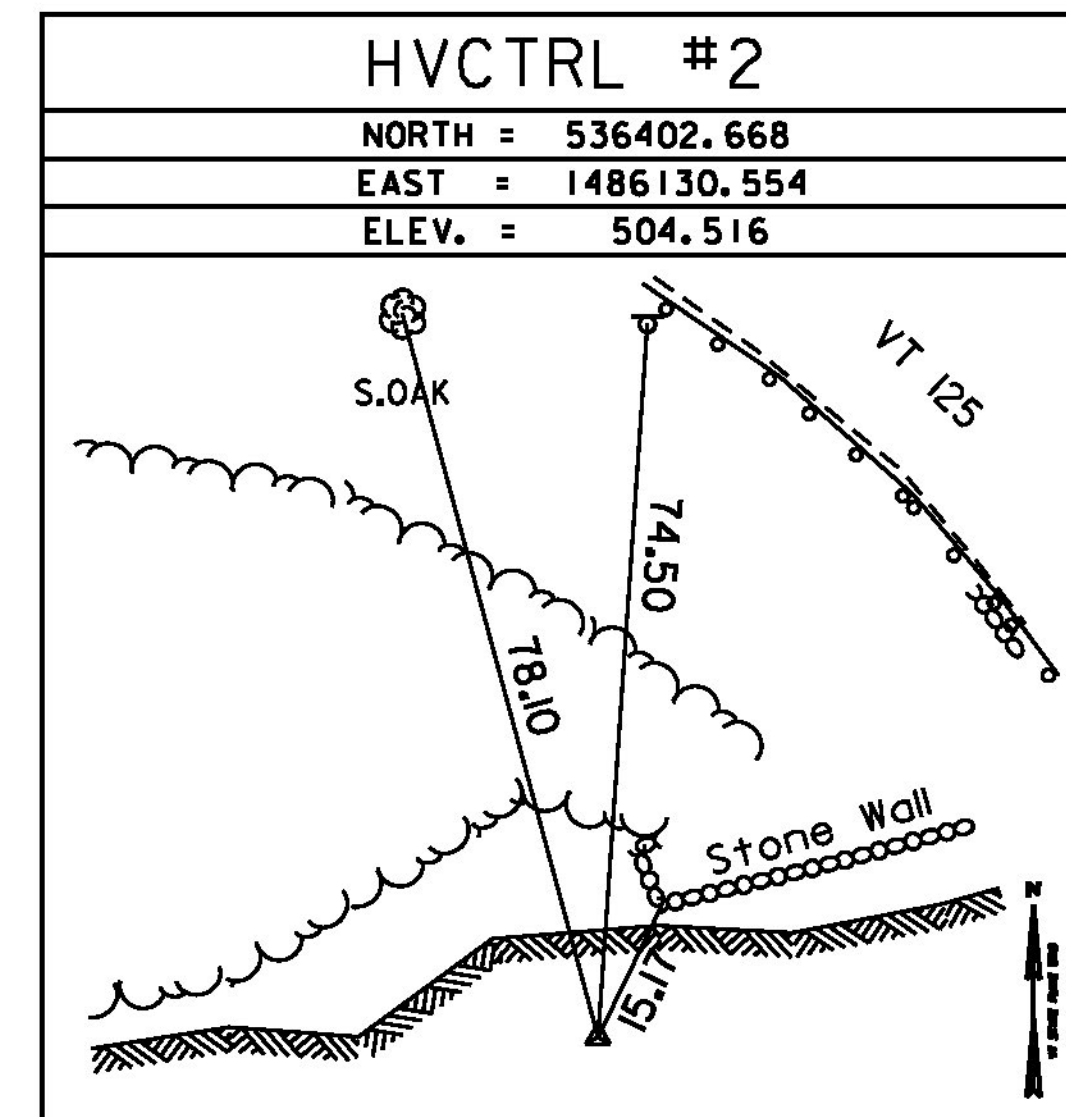 HVCTRL #2
NORTH = 536402.668
EAST = 1486130.554
ELEV. = 504.516
VT 125
S.OAK
74.50
78.10
Stone Wall
15.17
N